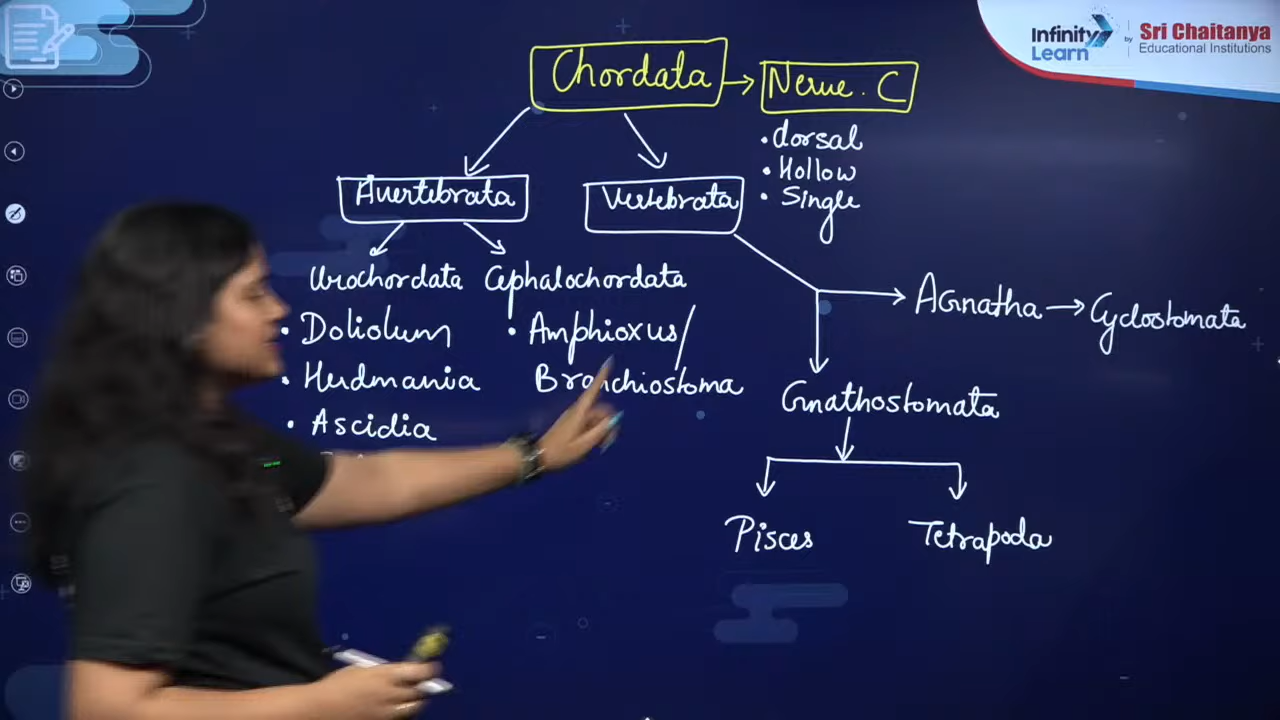 Infinity Learn
by
Sri Chaitanya
Educational Institutions
Chordata
Nerve. C
• dorsal
• Hollow
• Single
Avertebrata
Vertebrata
Urochordata
Cephalochordata
• Doliolum
• Herdmania
• Ascidia
• Amphioxus/
Branchiostoma
Agnatha
Cyclostomata
Gnathostomata
Pisces
Tetrapoda